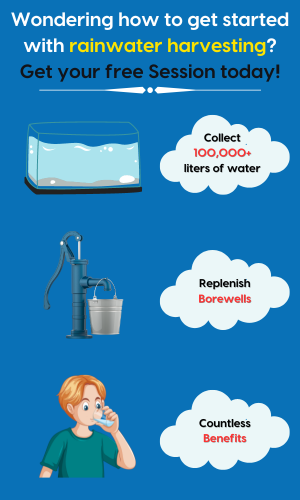 Wondering how to get started
with rainwater harvesting?
Get your free Session today!
Collect
100,000+
liters of water
Replenish
Borewells
Countless
Benefits